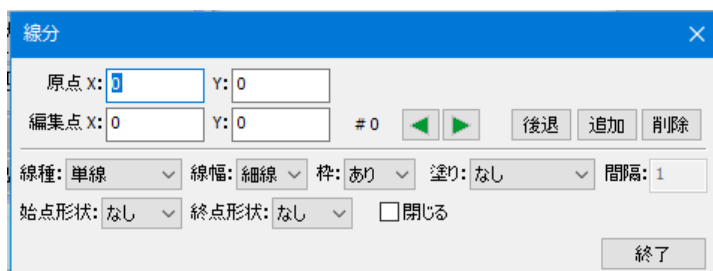 線分
原点 X: 0 Y: 0
編集点 X: 0 Y: 0 #0 後退 追加 削除
線種: 単線 線幅: 細線 枠: あり 塗り: なし 間隔: 1
始点形状: なし 終点形状: なし 閉じる
終了